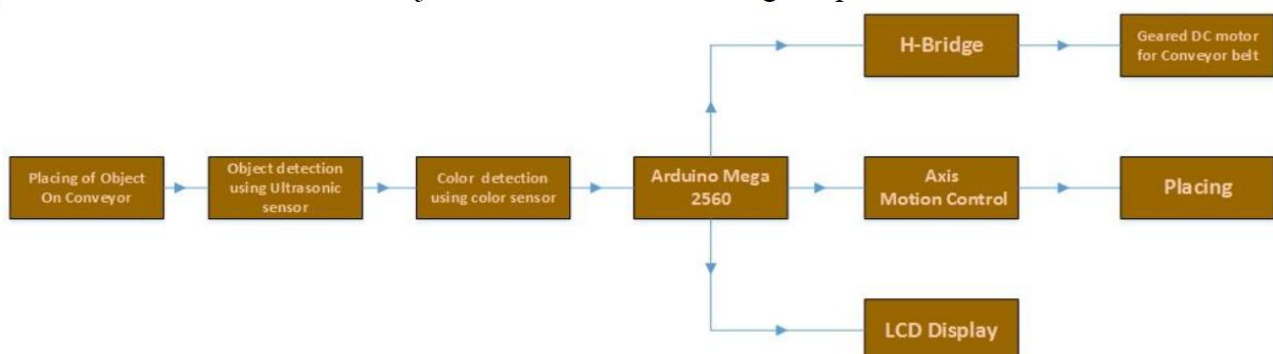 H-Bridge
Geared DC motor
for Conveyor belt
Placing of Object
On Conveyor
Object detection
using Ultrasonic
sensor
Color detection
using color sensor
Arduino Mega
2560
Axis
Motion Control
Placing
LCD Display